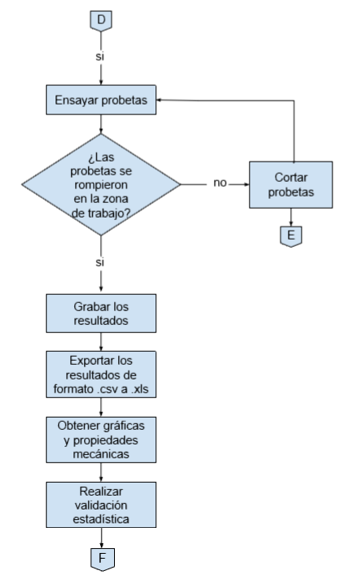 D
si
Ensayar probetas
¿Las
probetas se
rompieron
en la zona
de trabajo?
no
Cortar
probetas
E
si
Grabar los
resultados
Exportar los
resultados de
formato .csv a .xls
Obtener gráficas
y propiedades
mecánicas
Realizar
validación
estadística
F